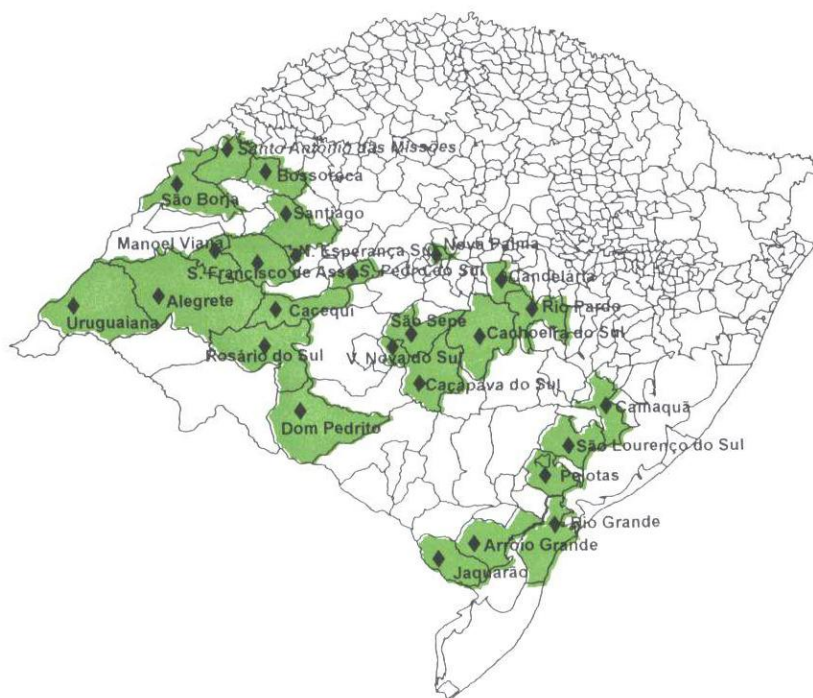 Santo Antônio das Missões
Bossoroca
São Borja
Santiago
Manoel Viana
N. Esperança Sul
Nova Palma
S. Francisco de Assis
S. Pedro do Sul
Candelária
Alegrete
Uruguaiana
Cacequi
Rio Pardo
São Sepé
Cachoeira do Sul
Rosário do Sul
V. Nova do Sul
Caçapava do Sul
Camaquã
Dom Pedrito
São Lourenço do Sul
Pelotas
Rio Grande
Arroio Grande
Jaquarão